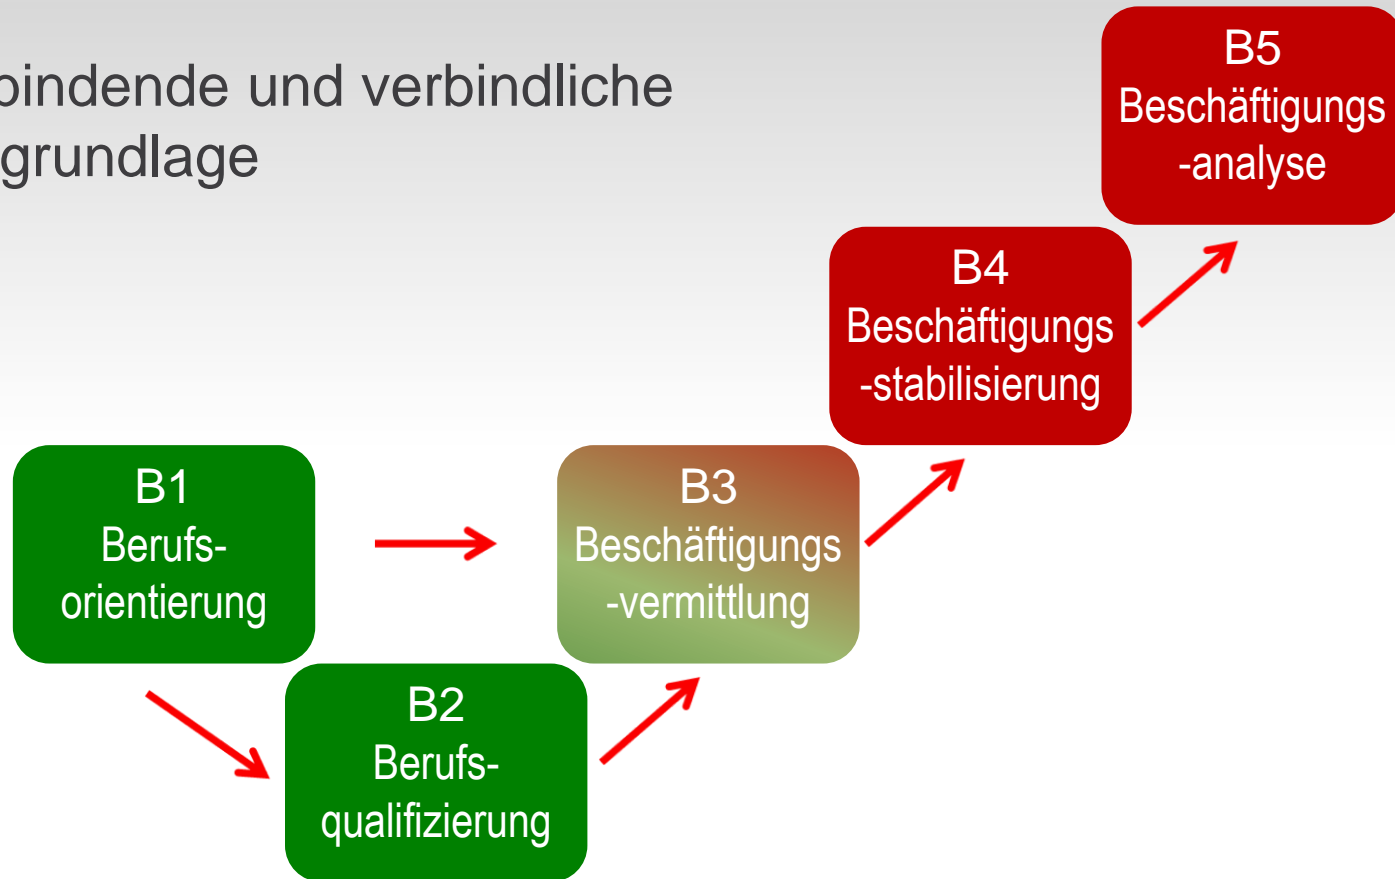 bindende und verbindliche
grundlage
B5
Beschäftigungs
-analyse
B4
Beschäftigungs
-stabilisierung
B1
Berufs-
orientierung
B3
Beschäftigungs
-vermittlung
B2
Berufs-
qualifizierung